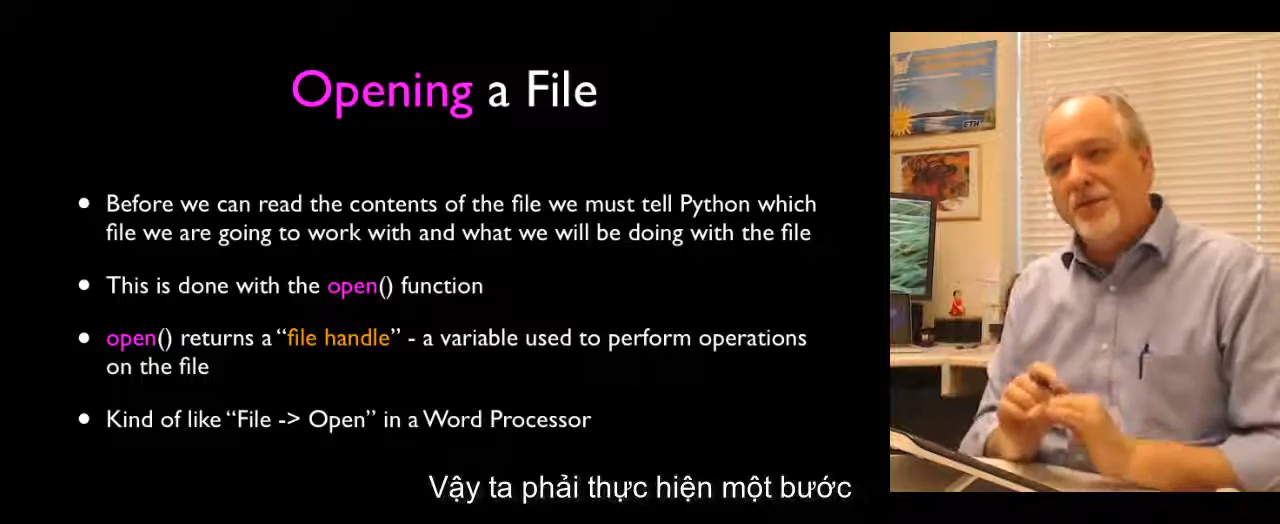 Opening a File
• Before we can read the contents of the file we must tell Python which
file we are going to work with and what we will be doing with the file
• This is done with the open() function
• open() returns a “file handle” - a variable used to perform operations
on the file
• Kind of like “File -> Open” in a Word Processor
Vậy ta phải thực hiện một bước
ETH